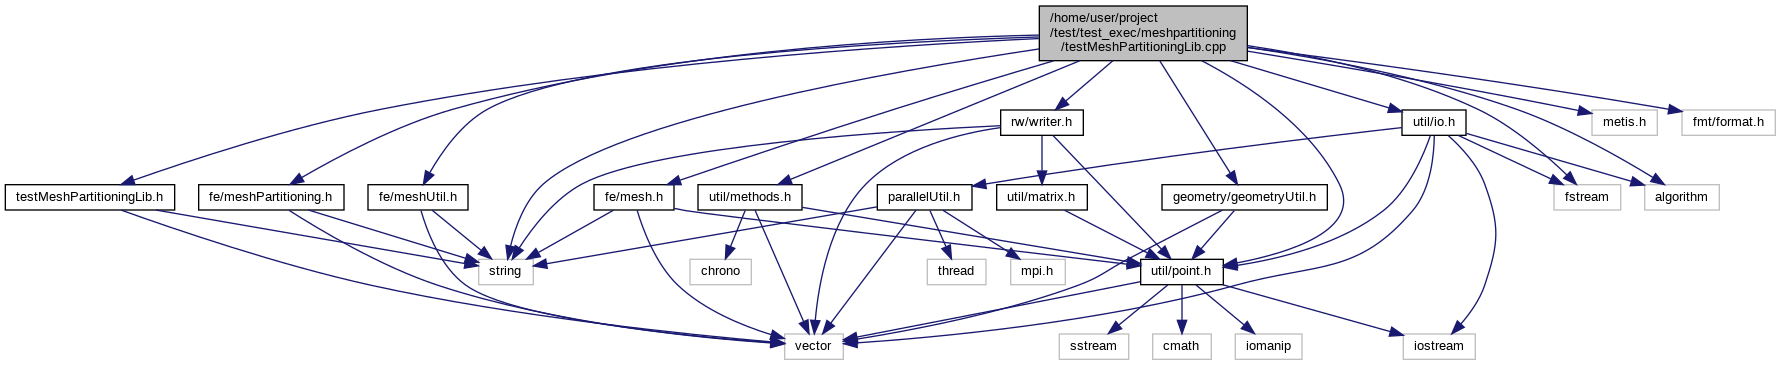 /home/user/project
/test/test_exec/meshpartitioning
/testMeshPartitioningLib.cpp
rw/writer.h
util/io.h
metis.h
fmt/format.h
testMeshPartitioningLib.h
fe/meshPartitioning.h
fe/meshUtil.h
fe/mesh.h
util/methods.h
parallelUtil.h
util/matrix.h
geometry/geometryUtil.h
fstream
algorithm
string
chrono
thread
mpi.h
util/point.h
vector
sstream
cmath
iomanip
iostream